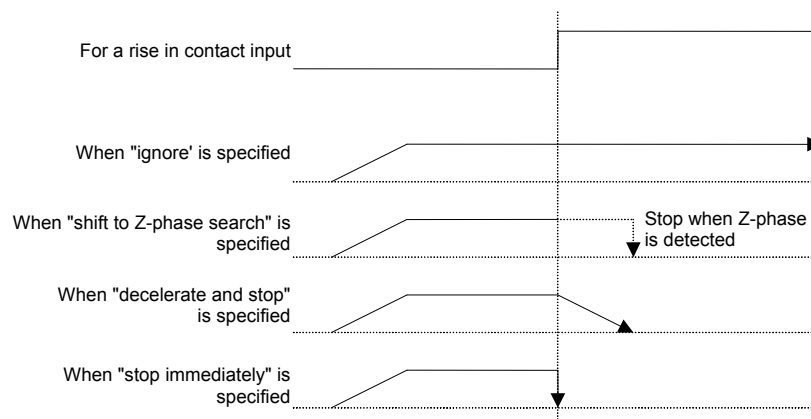 For a rise in contact input
When "ignore' is specified
When "shift to Z-phase search" is
specified
Stop when Z-phase
is detected
When "decelerate and stop"
is specified
When "stop immediately" is
specified